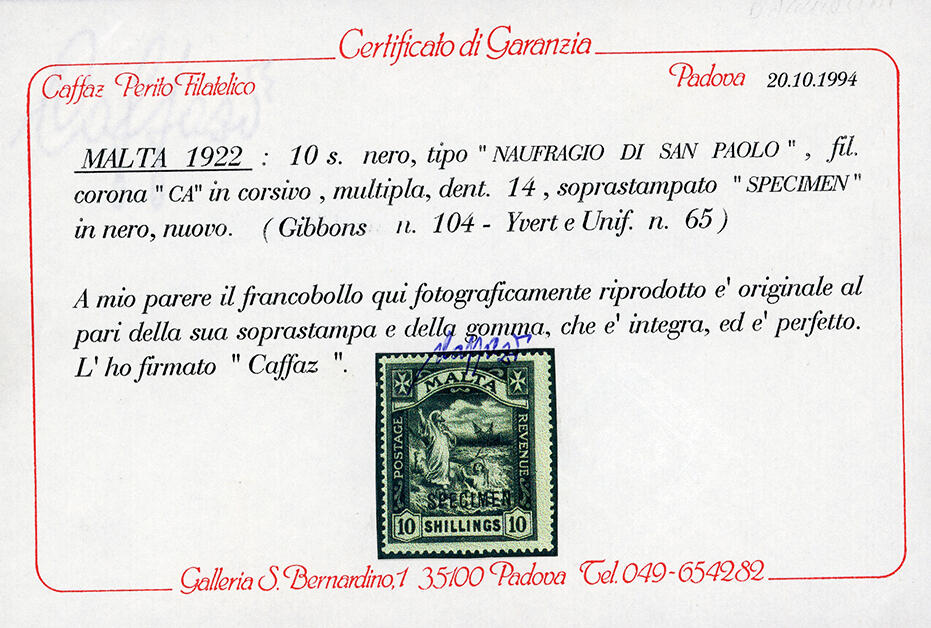 Certificato di Garanzia
Caffaz Perito Filatelico
Padova 20.10.1994
MALTA 1922 : 10 s. nero, tipo " NAUFRAGIO DI SAN PAOLO " , fil.
corona " CA" in corsivo , multipla, dent. 14 , soprastampato " SPECIMEN "
in nero, nuovo. ( Gibbons n. 104 - Yvert e Unif. n. 65 )
A mio parere il francobollo qui fotograficamente riprodotto e' originale al
pari della sua soprastampa e della gomma, che e' integra, ed e' perfetto.
L' ho firmato " Caffaz ".
MALTA
POSTAGE
REVENUE
SPECIMEN
10 SHILLINGS 10
Galleria S. Bernardino,1 35100 Padova Tel. 049-654282